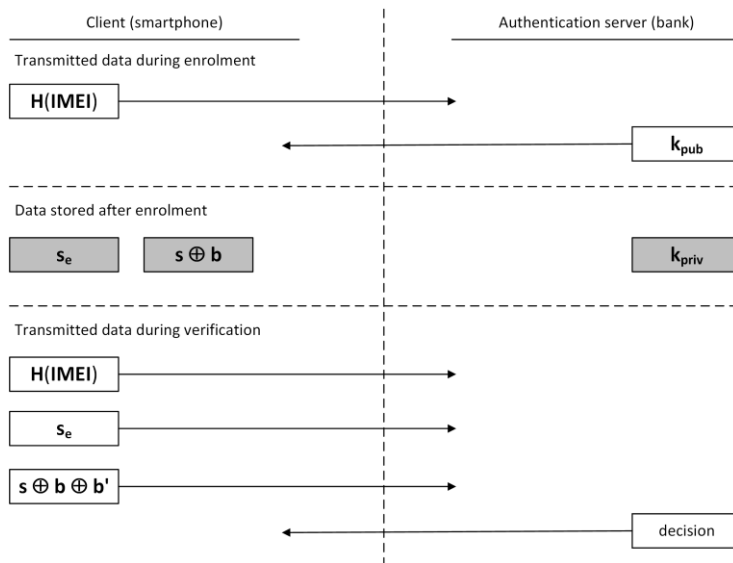 Client (smartphone)
Authentication server (bank)
Transmitted data during enrolment
H(IMEI)
kpub
Data stored after enrolment
se
s ⊕ b
kpriv
Transmitted data during verification
H(IMEI)
se
s ⊕ b ⊕ b'
decision